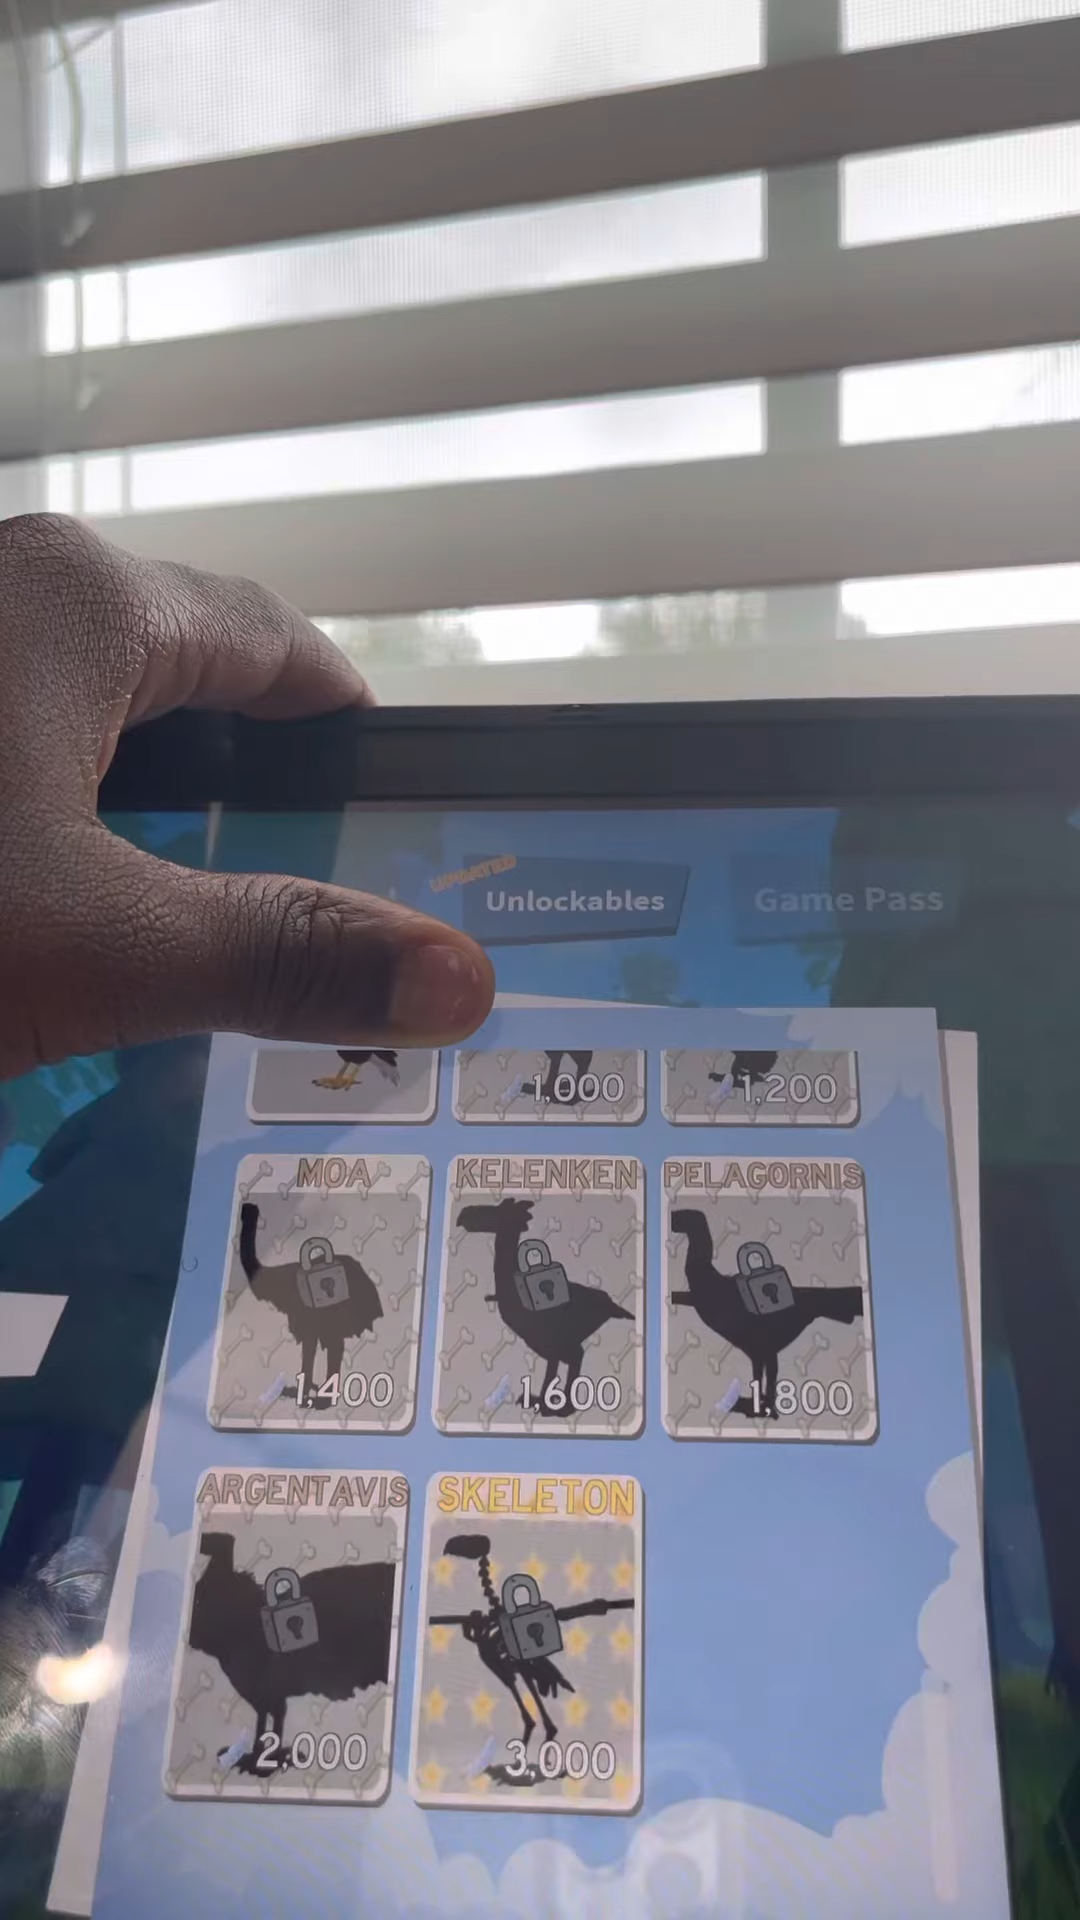 UPDATED
Unlockables
Game Pass
1,000
1,200
MOA
KELENKEN
PELAGORNIS
1,400
1,600
1,800
ARGENTAVIS
SKELETON
2,000
3,000